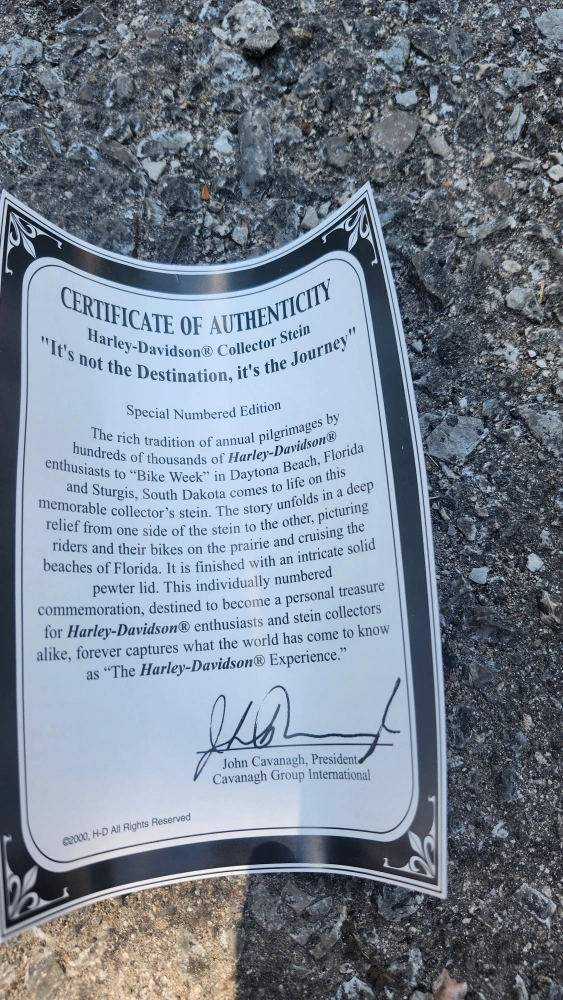 CERTIFICATE OF AUTHENTICITY
Harley-Davidson® Collector Stein
"It's not the Destination, it's the Journey"
Special Numbered Edition
The rich tradition of annual pilgrimages by
hundreds of thousands of Harley-Davidson®
enthusiasts to “Bike Week” in Daytona Beach, Florida
and Sturgis, South Dakota comes to life on this
memorable collector's stein. The story unfolds in a deep
relief from one side of the stein to the other, picturing
riders and their bikes on the prairie and cruising the
beaches of Florida. It is finished with an intricate solid
pewter lid. This individually numbered
commemoration, destined to become a personal treasure
for Harley-Davidson® enthusiasts and stein collectors
alike, forever captures what the world has come to know
as “The Harley-Davidson® Experience.”
John Cavanagh, President
Cavanagh Group International
©2000, H-D All Rights Reserved